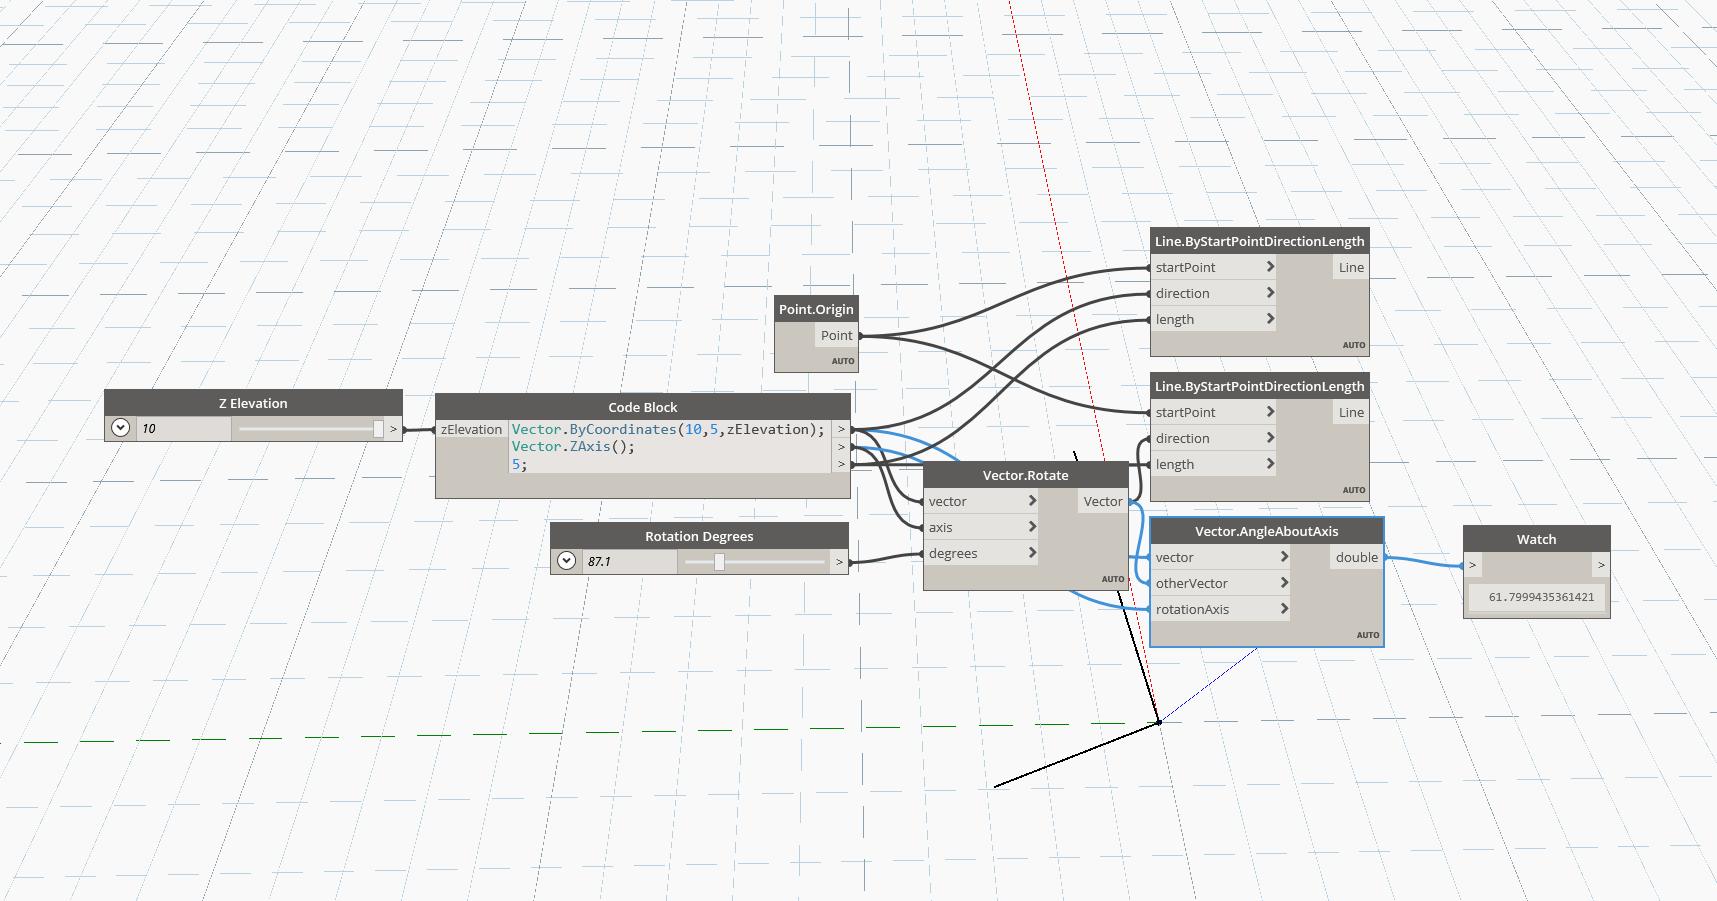 Line.ByStartPointDirectionLength
startPoint > Line
direction >
length >
AUTO
Point.Origin
Point
AUTO
Line.ByStartPointDirectionLength
startPoint > Line
direction >
length >
AUTO
Z Elevation
10 >
Code Block
zElevation Vector.ByCoordinates(10,5,zElevation); >
Vector.ZAxis(); >
5; >
Vector.Rotate
vector > Vector
axis >
degrees >
AUTO
Rotation Degrees
87.1 >
Vector.AngleAboutAxis
vector > double
otherVector >
rotationAxis >
AUTO
Watch
> >
61.7999435361421